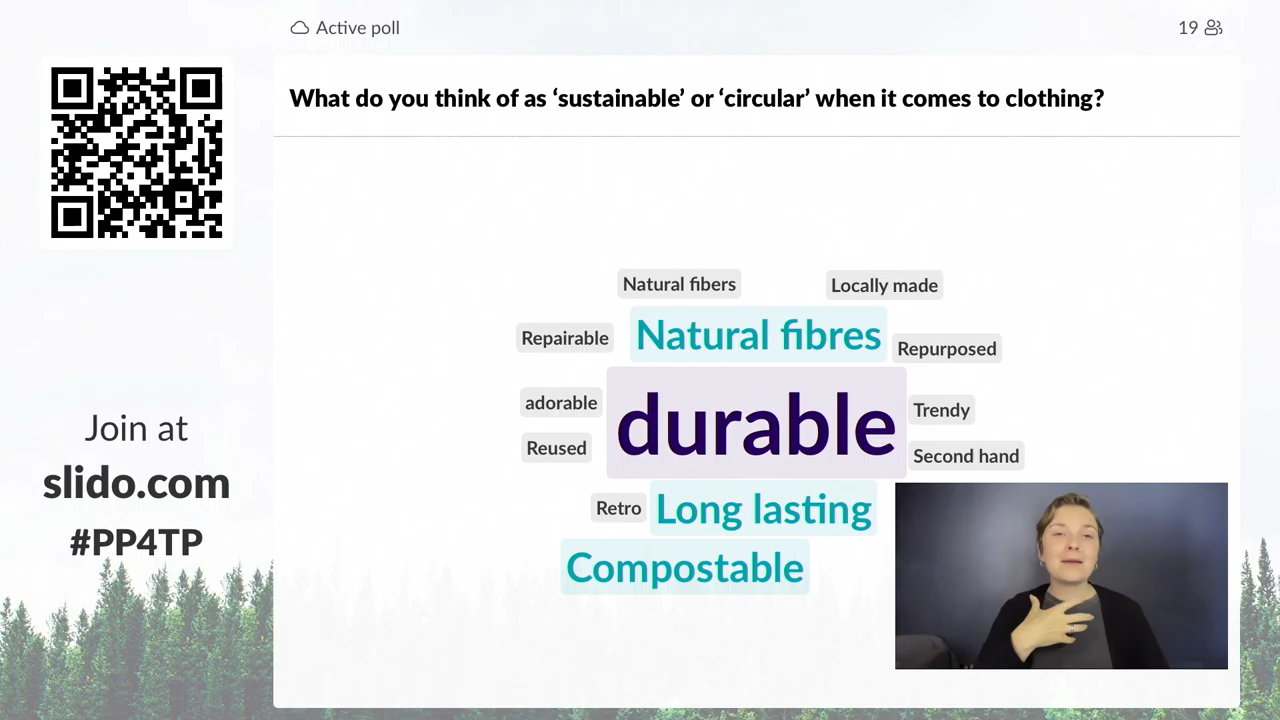 Active poll
19
What do you think of as ‘sustainable’ or ‘circular’ when it comes to clothing?
Natural fibers
Locally made
Repairable
Natural fibres
Repurposed
adorable
durable
Trendy
Reused
Second hand
Retro
Long lasting
Compostable
Join at
slido.com
#PP4TP